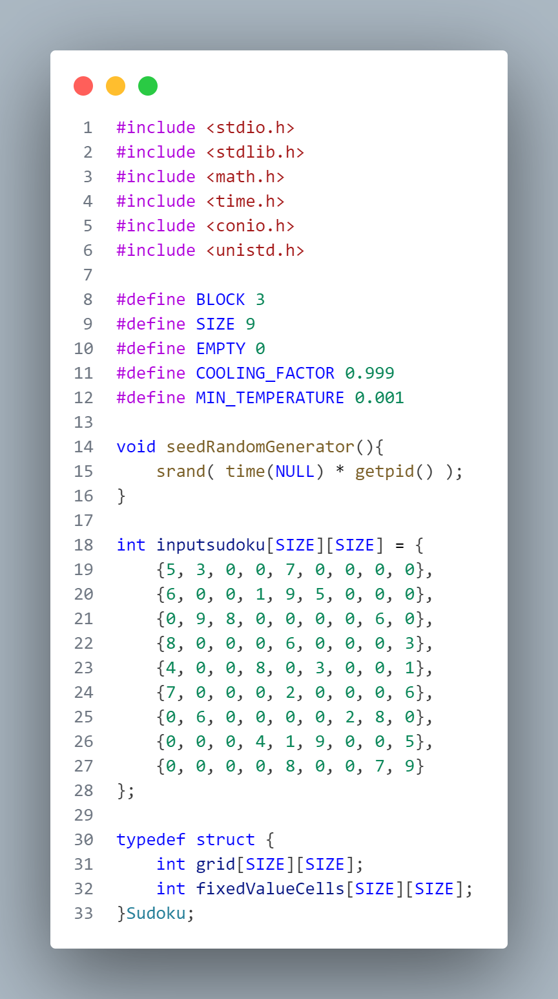 1 #include <stdio.h>
2 #include <stdlib.h>
3 #include <math.h>
4 #include <time.h>
5 #include <conio.h>
6 #include <unistd.h>
7
8 #define BLOCK 3
9 #define SIZE 9
10 #define EMPTY 0
11 #define COOLING_FACTOR 0.999
12 #define MIN_TEMPERATURE 0.001
13
14 void seedRandomGenerator(){
15     srand( time(NULL) * getpid() );
16 }
17
18 int inputsudoku[SIZE][SIZE] = {
19     {5, 3, 0, 0, 7, 0, 0, 0, 0},
20     {6, 0, 0, 1, 9, 5, 0, 0, 0},
21     {0, 9, 8, 0, 0, 0, 0, 6, 0},
22     {8, 0, 0, 0, 6, 0, 0, 0, 3},
23     {4, 0, 0, 8, 0, 3, 0, 0, 1},
24     {7, 0, 0, 0, 2, 0, 0, 0, 6},
25     {0, 6, 0, 0, 0, 0, 2, 8, 0},
26     {0, 0, 0, 4, 1, 9, 0, 0, 5},
27     {0, 0, 0, 0, 8, 0, 0, 7, 9}
28 };
29
30 typedef struct {
31     int grid[SIZE][SIZE];
32     int fixedValueCells[SIZE][SIZE];
33 }Sudoku;